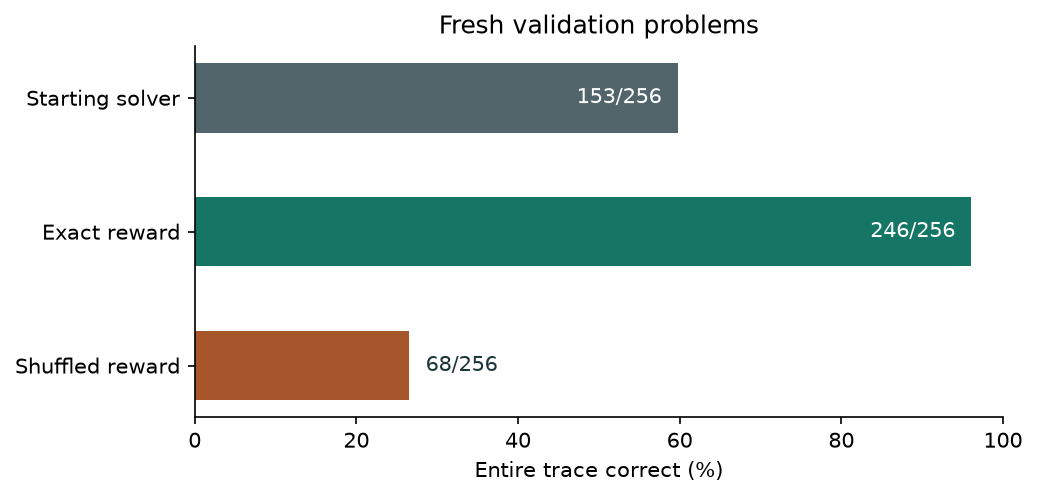 Fresh validation problems
Starting solver
153/256
Exact reward
246/256
Shuffled reward
68/256
0 20 40 60 80 100
Entire trace correct (%)